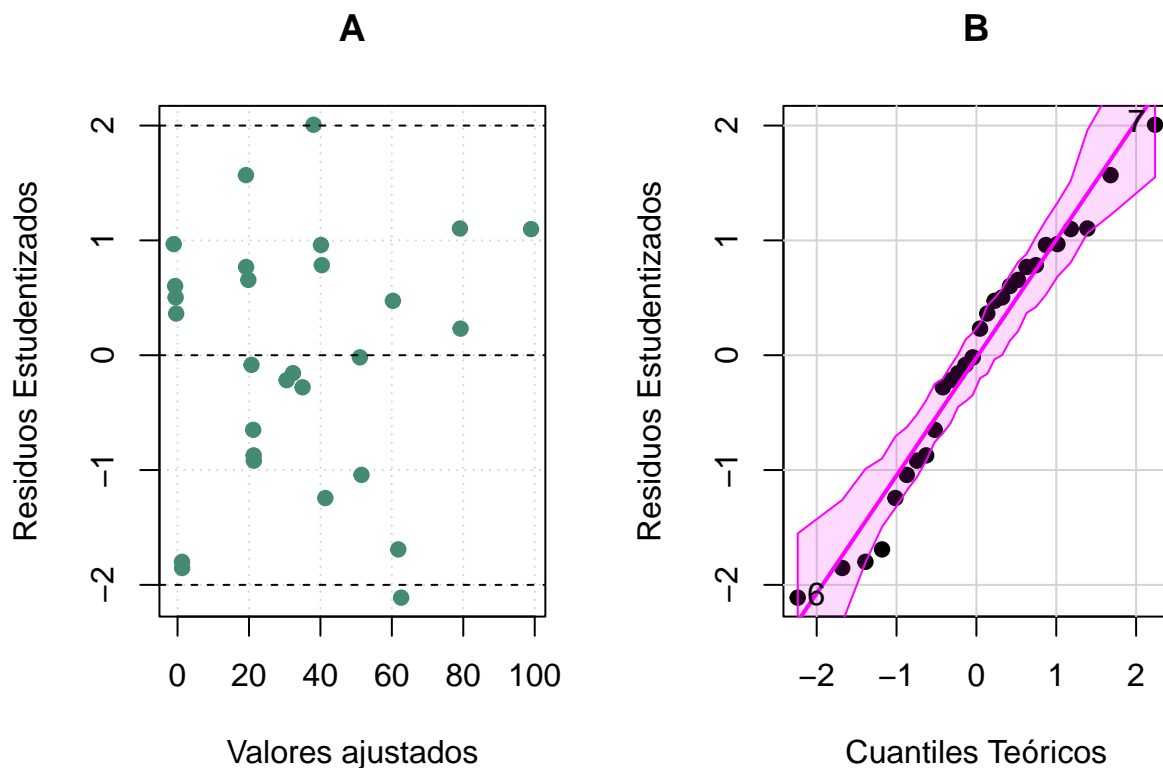 A
Residuos Estudentizados
2
1
0
−1
−2
0 20 40 60 80 100
Valores ajustados
B
Residuos Estudentizados
2
1
0
−1
−2
7
6
−2 −1 0 1 2
Cuantiles Teóricos